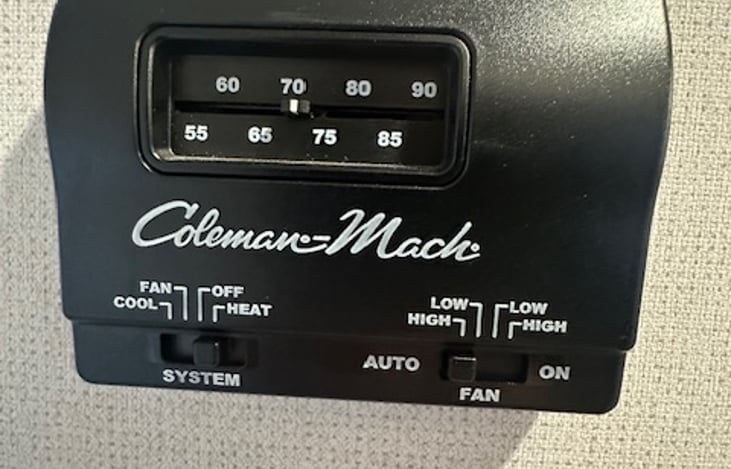 60 70 80 90
55 65 75 85
Coleman-Mach
FAN OFF
COOL HEAT
SYSTEM
LOW LOW
HIGH HIGH
AUTO ON
FAN